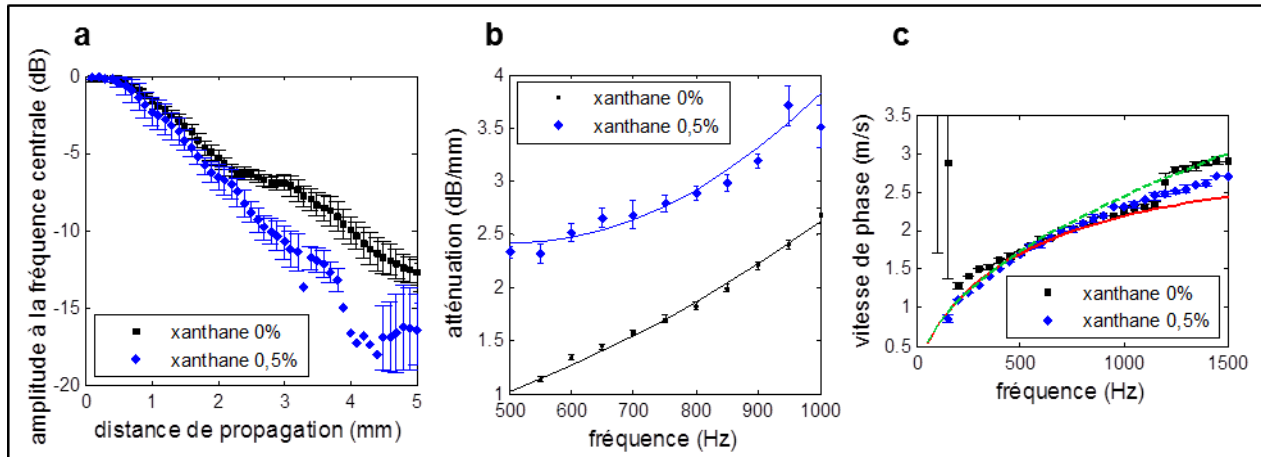 a
amplitude à la fréquence centrale (dB)
0
-5
-10
-15
-20
xanthane 0%
xanthane 0,5%
0 1 2 3 4 5
distance de propagation (mm)
b
atténuation (dB/mm)
4
3.5
3
2.5
2
1.5
1
xanthane 0%
xanthane 0,5%
500 600 700 800 900 1000
fréquence (Hz)
c
vitesse de phase (m/s)
3.5
3
2.5
2
1.5
1
0.5
xanthane 0%
xanthane 0,5%
0 500 1000 1500
fréquence (Hz)